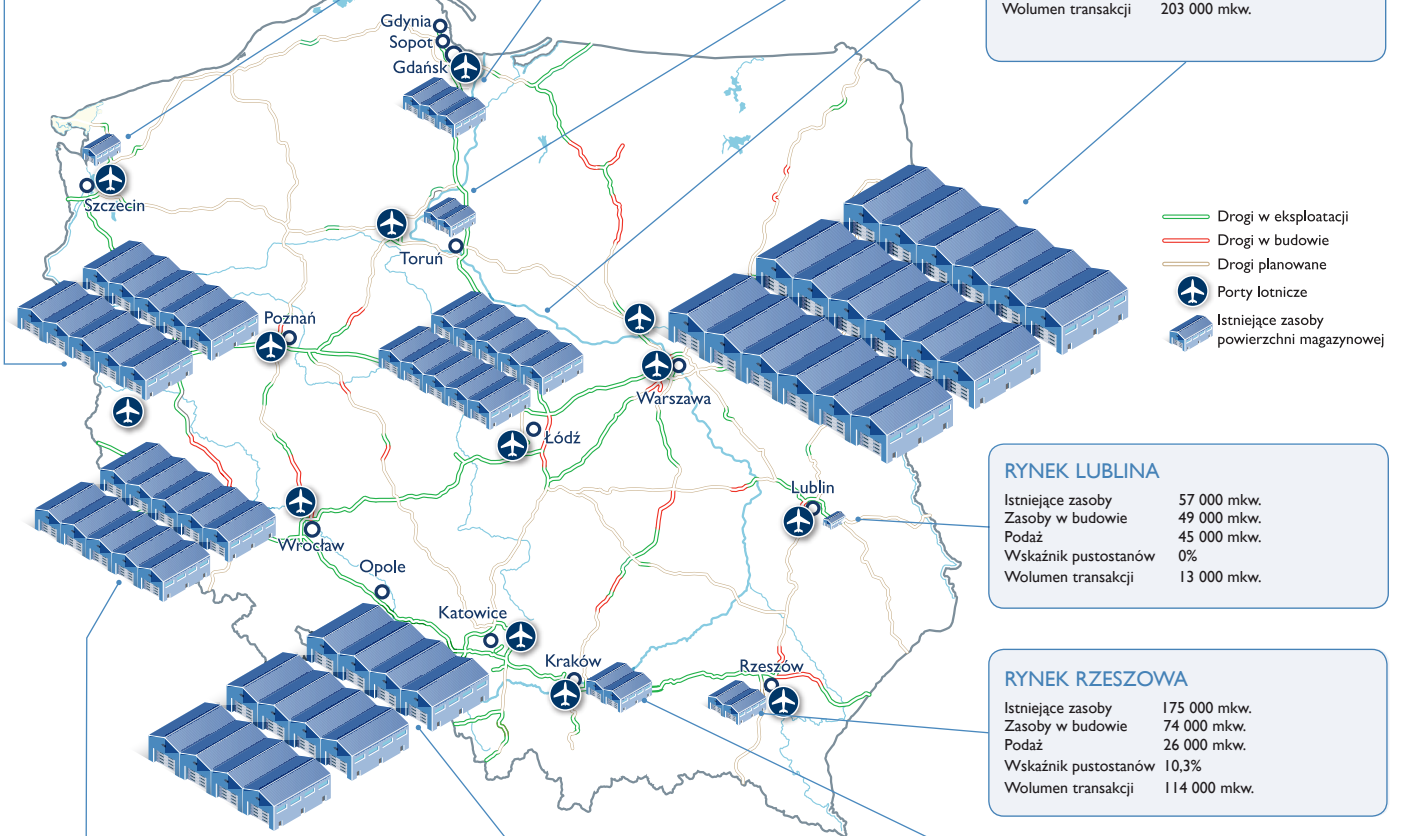 Wolumen transakcji 203 000 mkw.
Gdynia
Sopot
Gdańsk
Szczecin
Toruń
Poznań
Warszawa
Łódź
Wrocław
Opole
Katowice
Kraków
Rzeszów
Lublin
Drogi w eksploatacji
Drogi w budowie
Drogi planowane
Porty lotnicze
Istniejące zasoby
powierzchni magazynowej
RYNEK LUBLINA
Istniejące zasoby 57 000 mkw.
Zasoby w budowie 49 000 mkw.
Podaż 45 000 mkw.
Wskaźnik pustostanów 0%
Wolumen transakcji 13 000 mkw.
RYNEK RZESZOWA
Istniejące zasoby 175 000 mkw.
Zasoby w budowie 74 000 mkw.
Podaż 26 000 mkw.
Wskaźnik pustostanów 10,3%
Wolumen transakcji 114 000 mkw.